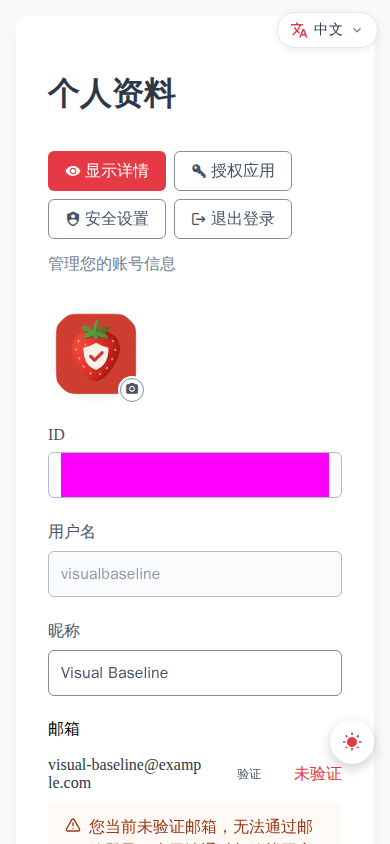 中文
个人资料
显示详情
授权应用
安全设置
退出登录
管理您的账号信息
ID
用户名
visualbaseline
昵称
Visual Baseline
邮箱
visual-baseline@examp
le.com
验证
未验证
您当前未验证邮箱，无法通过邮